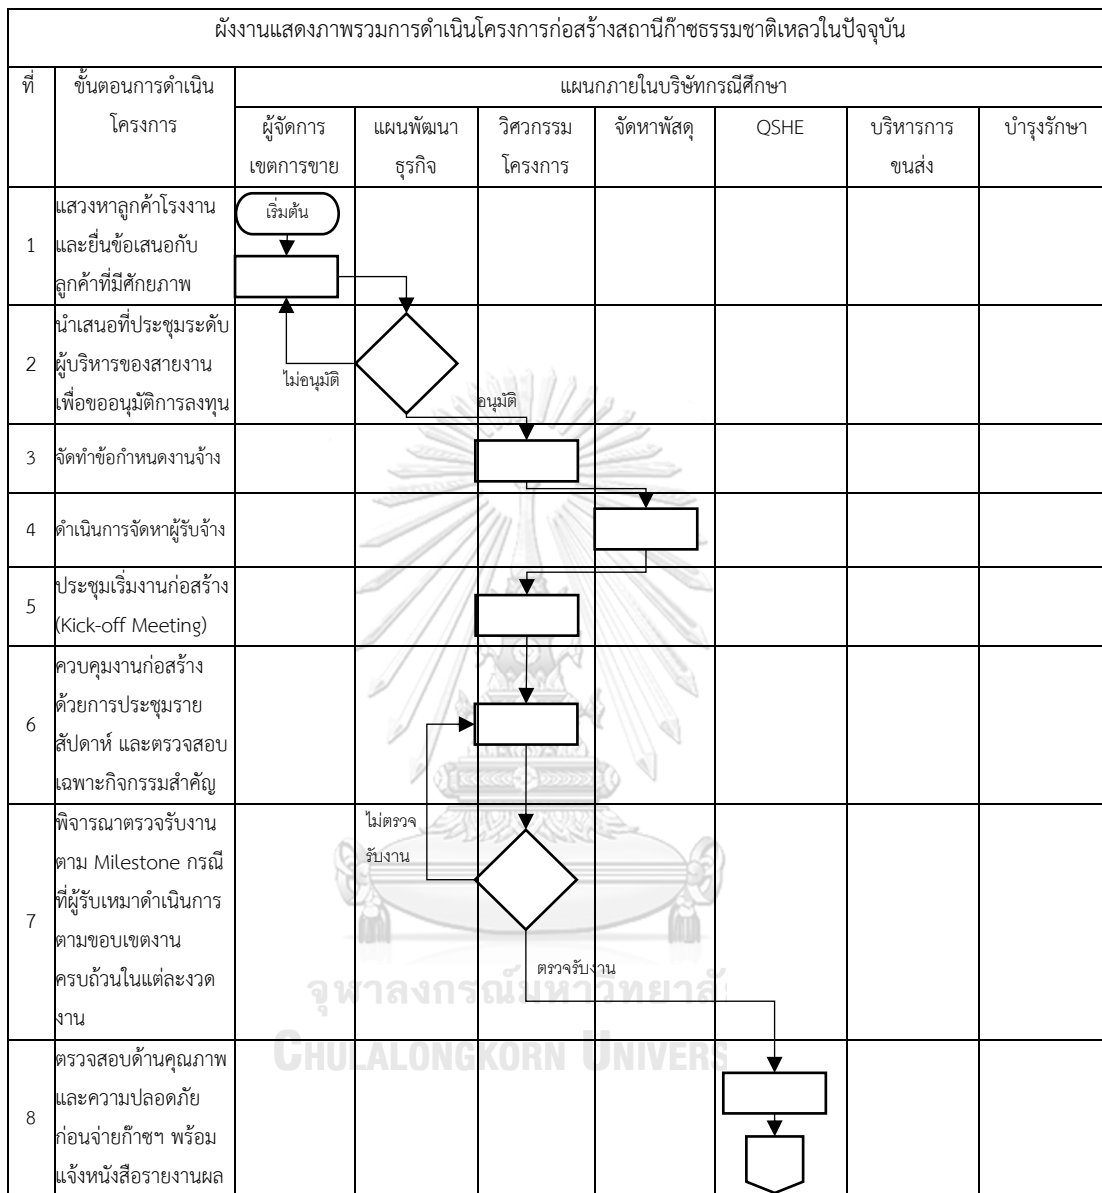 ผังงานแสดงภาพรวมการดำเนินโครงการก่อสร้างสถานีก๊าซธรรมชาติเหลวในปัจจุบัน
ที่
ขั้นตอนการดำเนิน
โครงการ
แผนกภายในบริษัทกรณีศึกษา
ผู้จัดการ
เขตการขาย
แผนพัฒนา
ธุรกิจ
วิศวกรรม
โครงการ
จัดหาพัสดุ
QSHE
บริหารการ
ขนส่ง
บำรุงรักษา
1
แสวงหาลูกค้าโรงงาน
และยื่นข้อเสนอกับ
ลูกค้าที่มีศักยภาพ
เริ่มต้น
2
นำเสนอที่ประชุมระดับ
ผู้บริหารของสายงาน
เพื่อขออนุมัติการลงทุน
ไม่อนุมัติ
อนุมัติ
3
จัดทำข้อกำหนดงานจ้าง
4
ดำเนินการจัดหาผู้รับจ้าง
5
ประชุมเริ่มงานก่อสร้าง
(Kick-off Meeting)
6
ควบคุมงานก่อสร้าง
ด้วยการประชุมราย
สัปดาห์ และตรวจสอบ
เฉพาะกิจกรรมสำคัญ
7
พิจารณาตรวจรับงาน
ตาม Milestone กรณี
ที่ผู้รับเหมาดำเนินการ
ตามขอบเขตงาน
ครบถ้วนในแต่ละงวด
งาน
ไม่ตรวจ
รับงาน
ตรวจรับงาน
จุฬาลงกรณ์มหาวิทยาลั
CHULALONGKORN UNIVERS
8
ตรวจสอบด้านคุณภาพ
และความปลอดภัย
ก่อนจ่ายก๊าซฯ พร้อม
แจ้งหนังสือรายงานผล